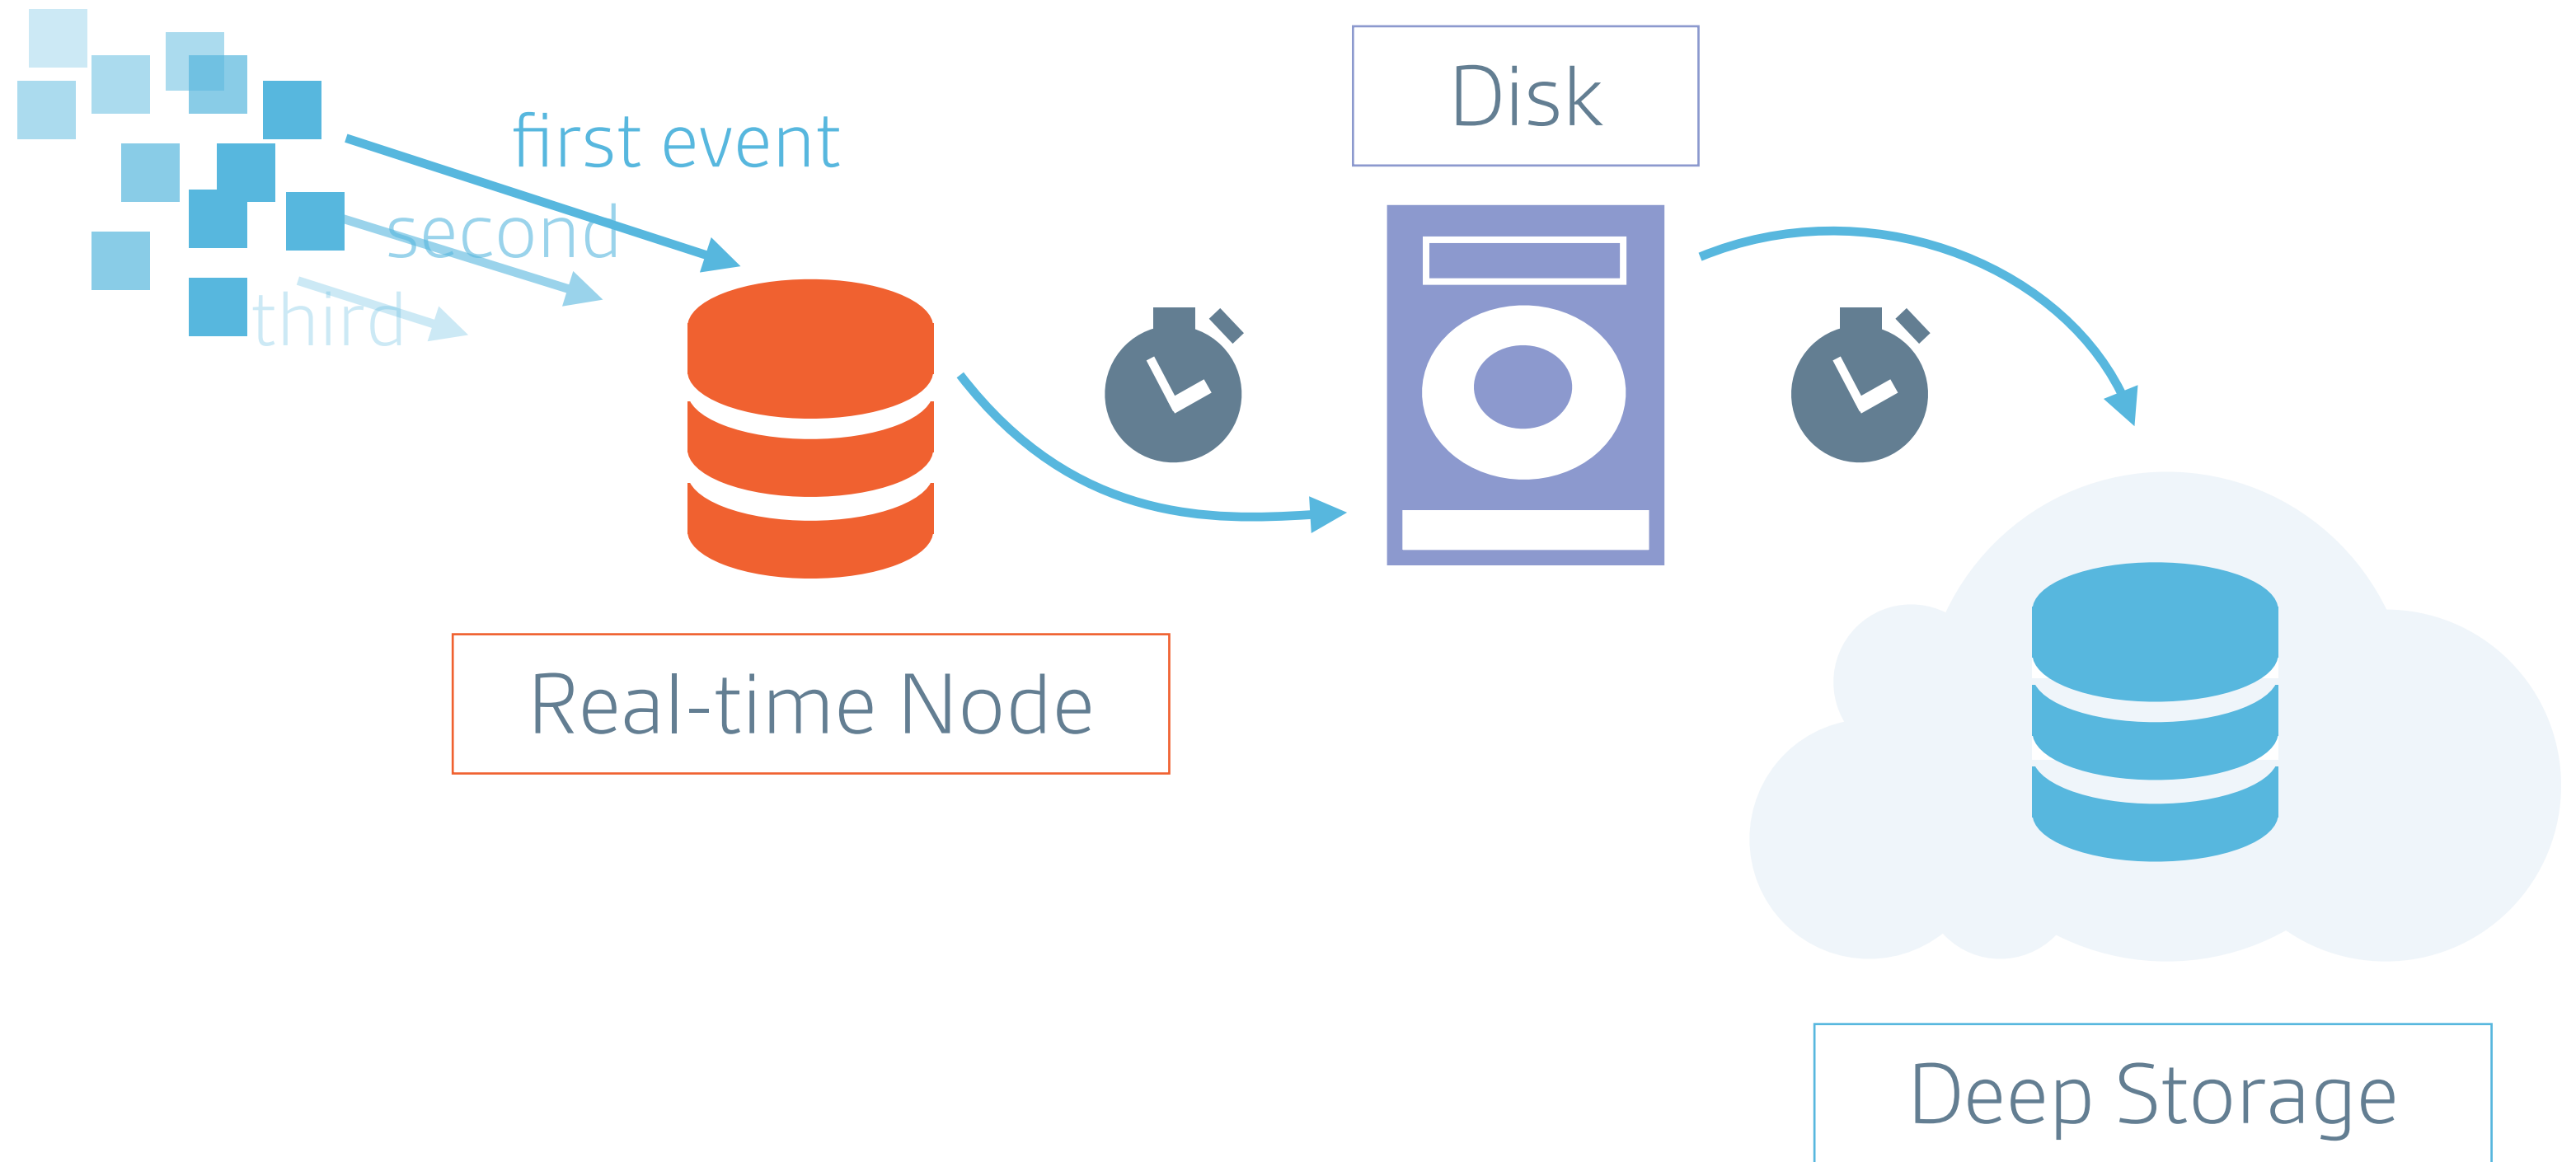 first event
second
third
Disk
Real-time Node
Deep Storage